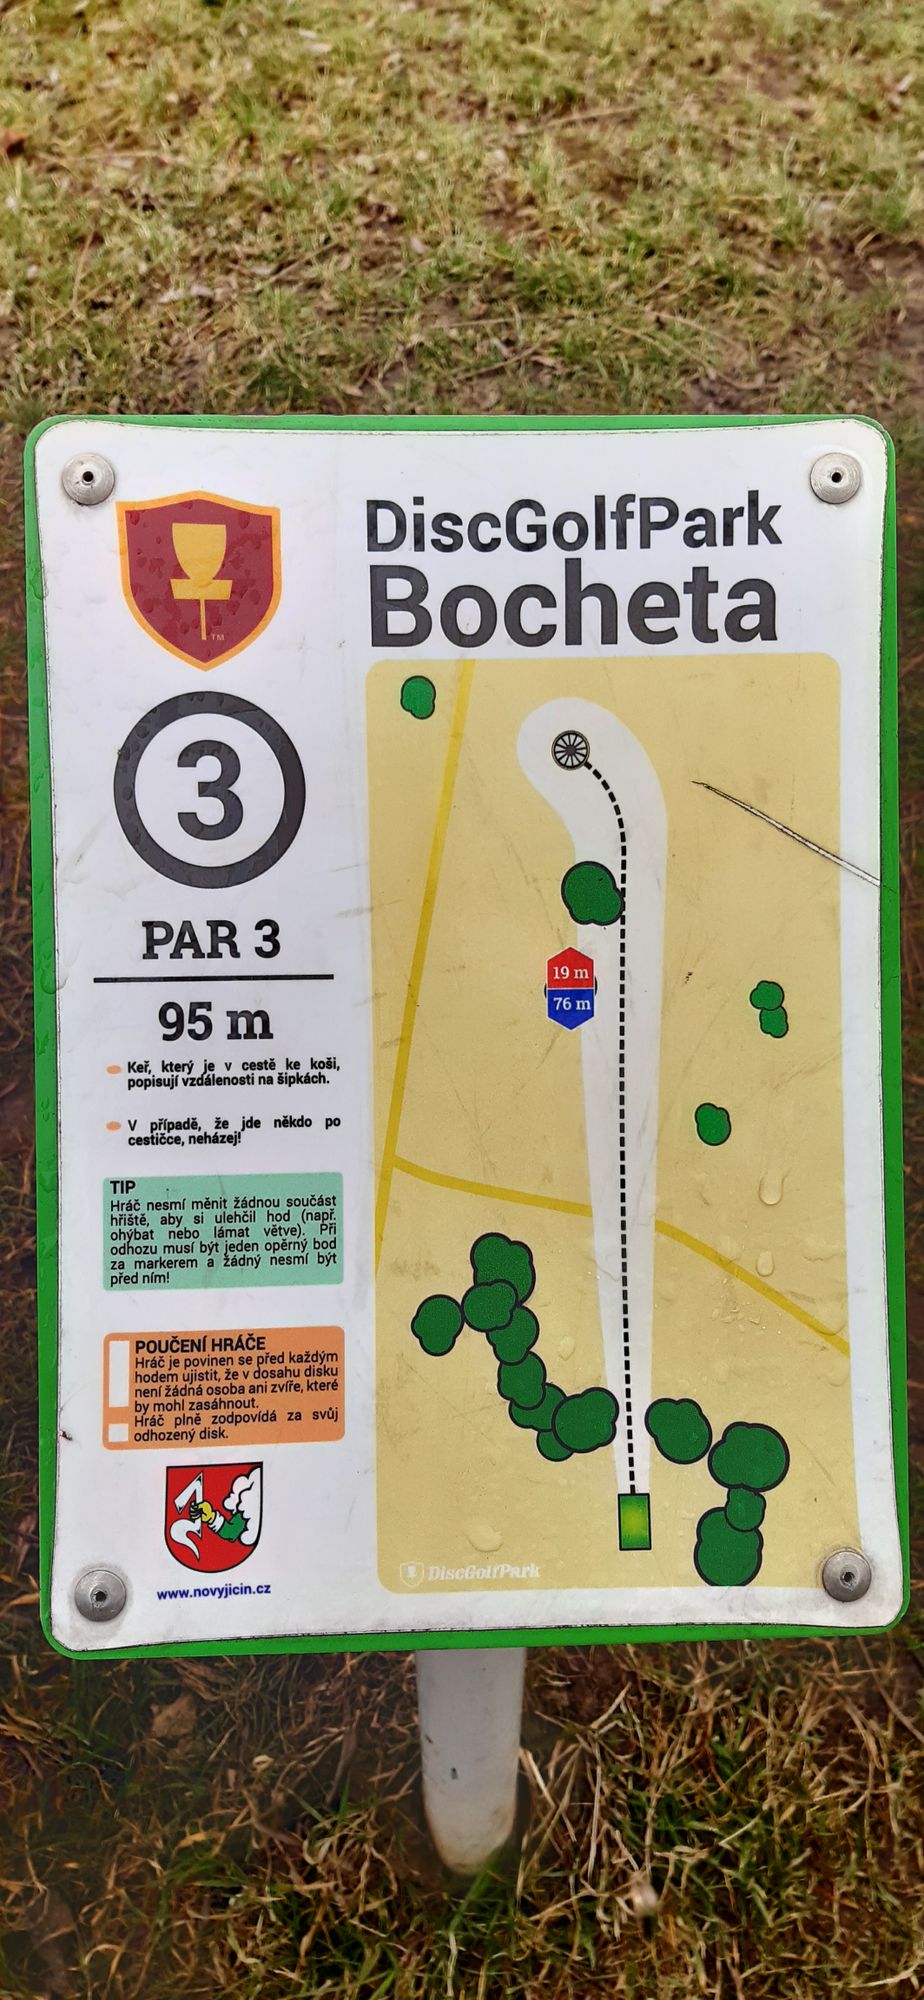 DiscGolfPark
Bocheta
TM
3
PAR 3
95 m
Keř, který je v cestě ke koši,
popisují vzdálenosti na šipkách.
V případě, že jde někdo po
cestičce, neházej!
TIP
Hráč nesmí měnit žádnou součást
hřiště, aby si ulehčil hod (např.
ohýbat nebo lámat větve). Při
odhozu musí být jeden opěrný bod
za markerem a žádný nesmí být
před ním!
POUČENÍ HRÁČE
Hráč je povinen se před každým
hodem ujistit, že v dosahu disku
není žádná osoba ani zvíře, které
by mohl zasáhnout.
Hráč plně zodpovídá za svůj
odhozený disk.
www.novyjicin.cz
19 m
76 m
DiscGolfPark